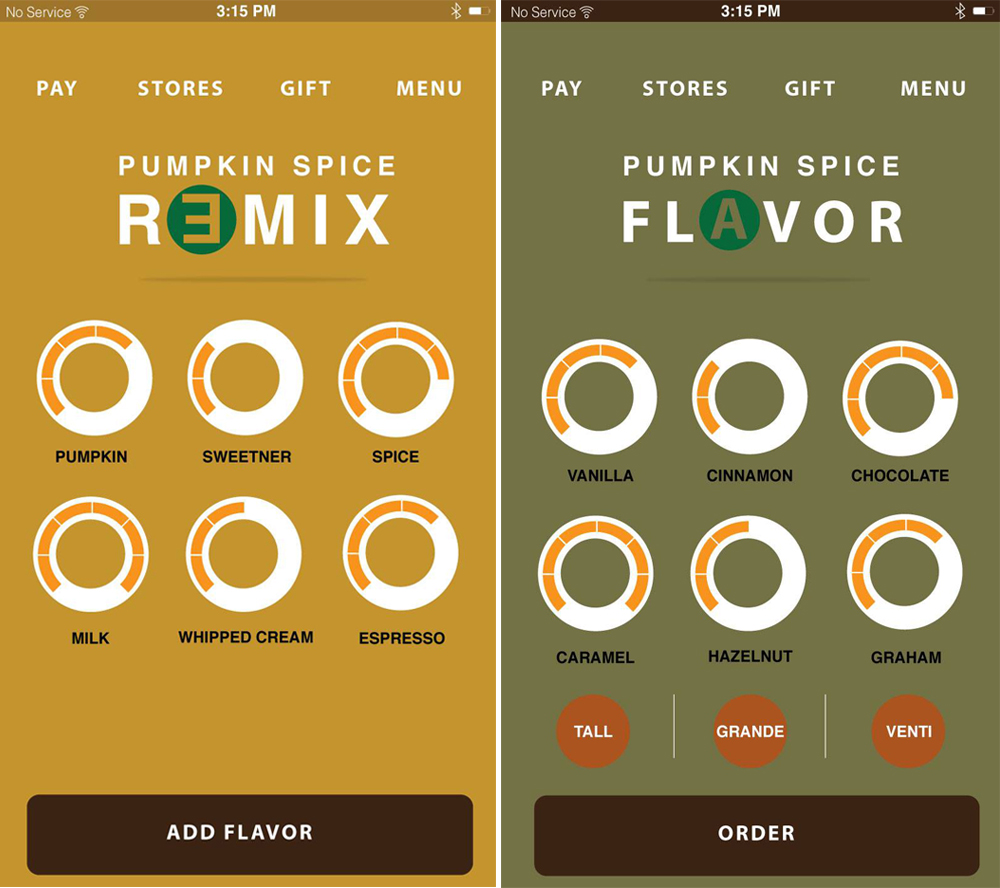 No Service 3:15 PM
PAY STORES GIFT MENU
PUMPKIN SPICE
REMIX
PUMPKIN SWEETNER SPICE
MILK WHIPPED CREAM ESPRESSO
ADD FLAVOR
No Service 3:15 PM
PAY STORES GIFT MENU
PUMPKIN SPICE
FLAVOR
VANILLA CINNAMON CHOCOLATE
CARAMEL HAZELNUT GRAHAM
TALL GRANDE VENTI
ORDER